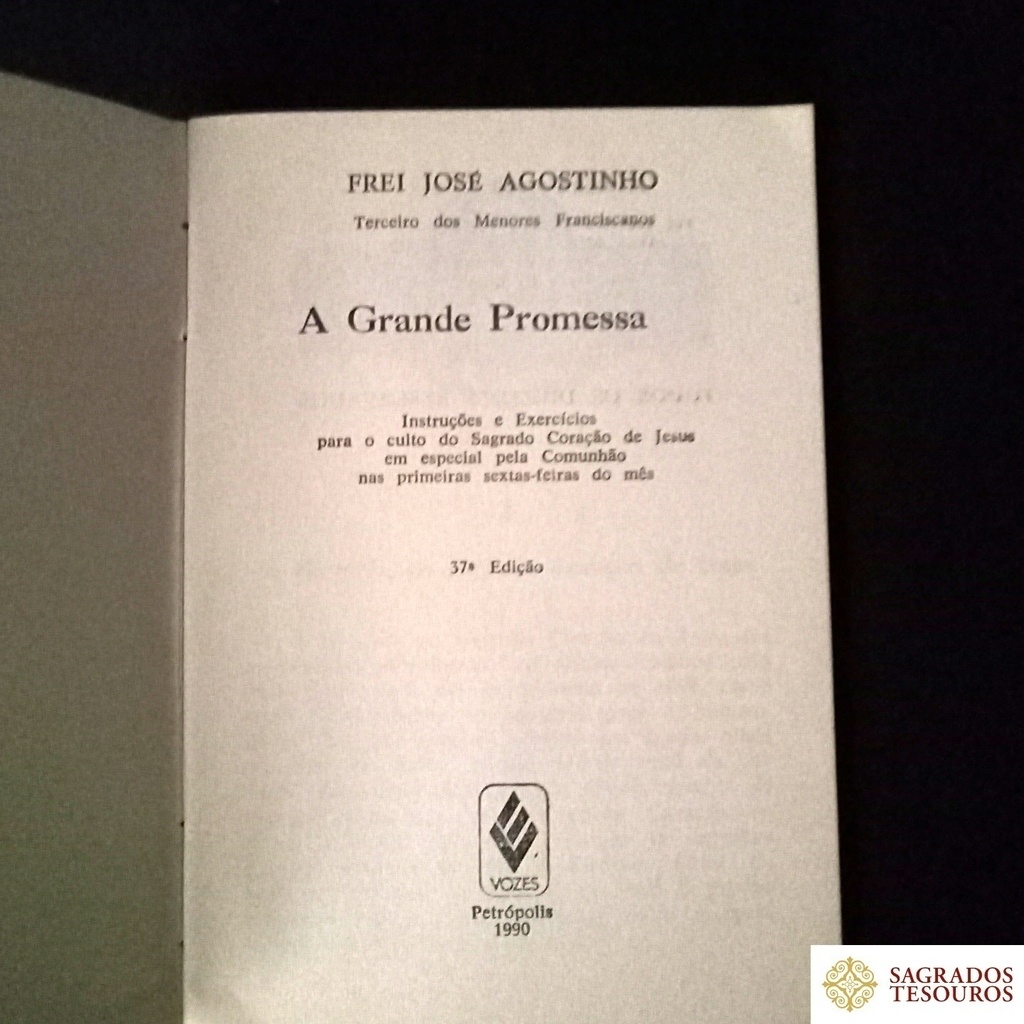 FREI JOSÉ AGOSTINHO
Terceiro dos Menores Franciscanos
A Grande Promessa
Instruções e Exercícios
para o culto do Sagrado Coração de Jesus
em especial pela Comunhão
nas primeiras sextas-feiras do mês
37ª Edição
VOZES
Petrópolis
1990
SAGRADOS
TESOUROS